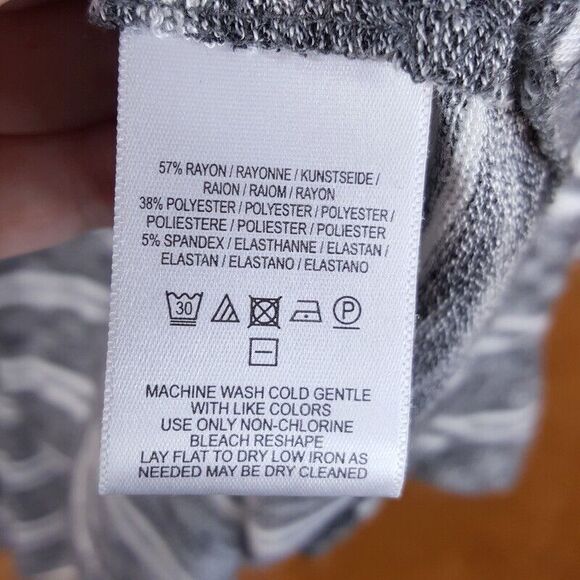 57% RAYON / RAYONNE / KUNSTSEIDE /
RAION / RAIOM / RAYON
38% POLYESTER / POLYESTER / POLYESTER /
POLIESTERE / POLIESTER / POLIESTER
5% SPANDEX / ELASTHANNE / ELASTAN /
ELASTAN / ELASTANO / ELASTANO
30 P
MACHINE WASH COLD GENTLE
WITH LIKE COLORS
USE ONLY NON-CHLORINE
BLEACH RESHAPE
LAY FLAT TO DRY LOW IRON AS
NEEDED MAY BE DRY CLEANED